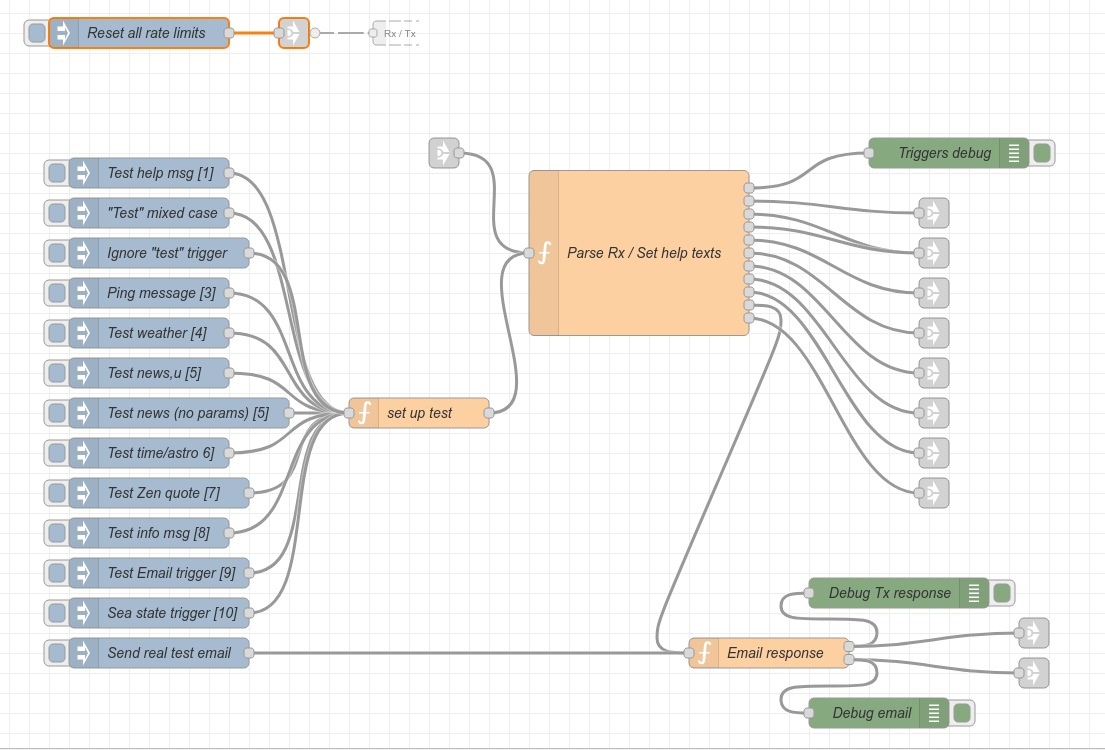 Reset all rate limits
Rx / Tx
Triggers debug
Test help msg [1]
"Test" mixed case
Ignore "test" trigger
Parse Rx / Set help texts
Ping message [3]
Test weather [4]
Test news,u [5]
Test news (no params) [5]
set up test
Test time/astro 6]
Test Zen quote [7]
Test info msg [8]
Test Email trigger [9]
Debug Tx response
Sea state trigger [10]
Send real test email
Email response
Debug email